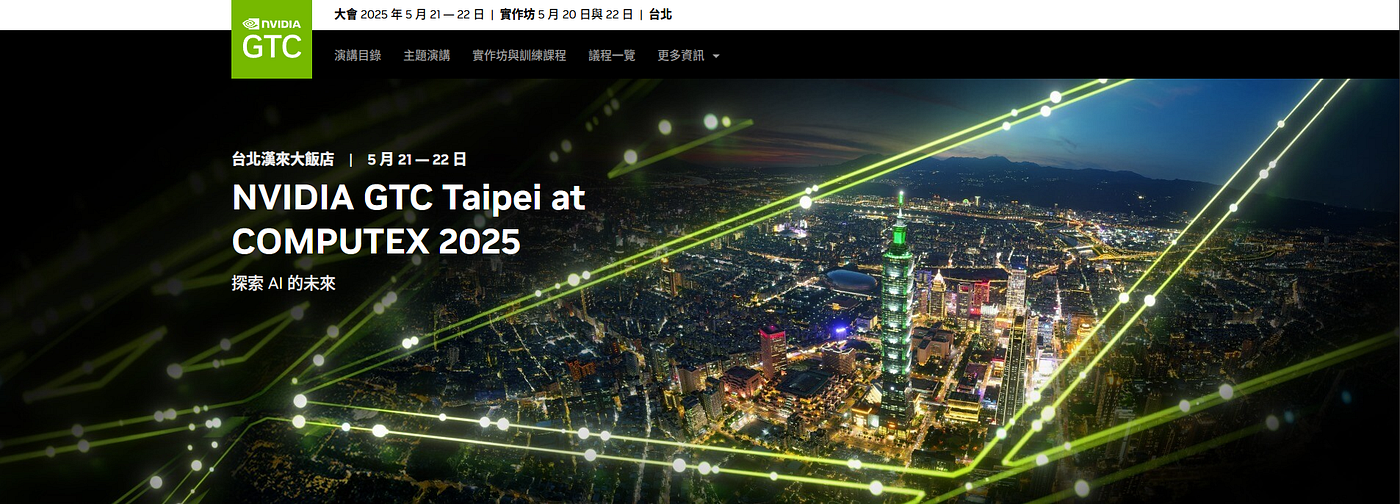 大會 2025 年 5 月 21 — 22 日 | 實作坊 5 月 20 日與 22 日 | 台北
NVIDIA
GTC
演講目錄 主題演講 實作坊與訓練課程 議程一覽 更多資訊
台北漢來大飯店 | 5 月 21 — 22 日
NVIDIA GTC Taipei at
COMPUTEX 2025
探索 AI 的未來